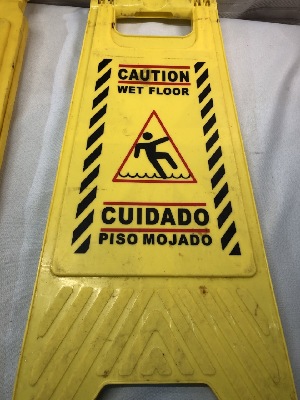 CAUTION
WET FLOOR
CUIDADO
PISO MOJADO